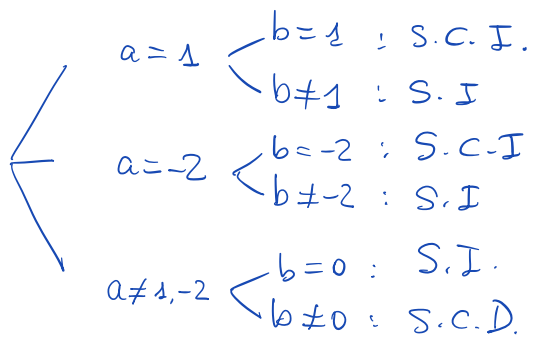 b = 1 : S.C.I.
a = 1
b ≠ 1 : S.I
b = -2 : S.C-I
a = -2
b ≠ -2 : S.I
b = 0 : S.I.
a ≠ 1, -2
b ≠ 0 : S.C.D.